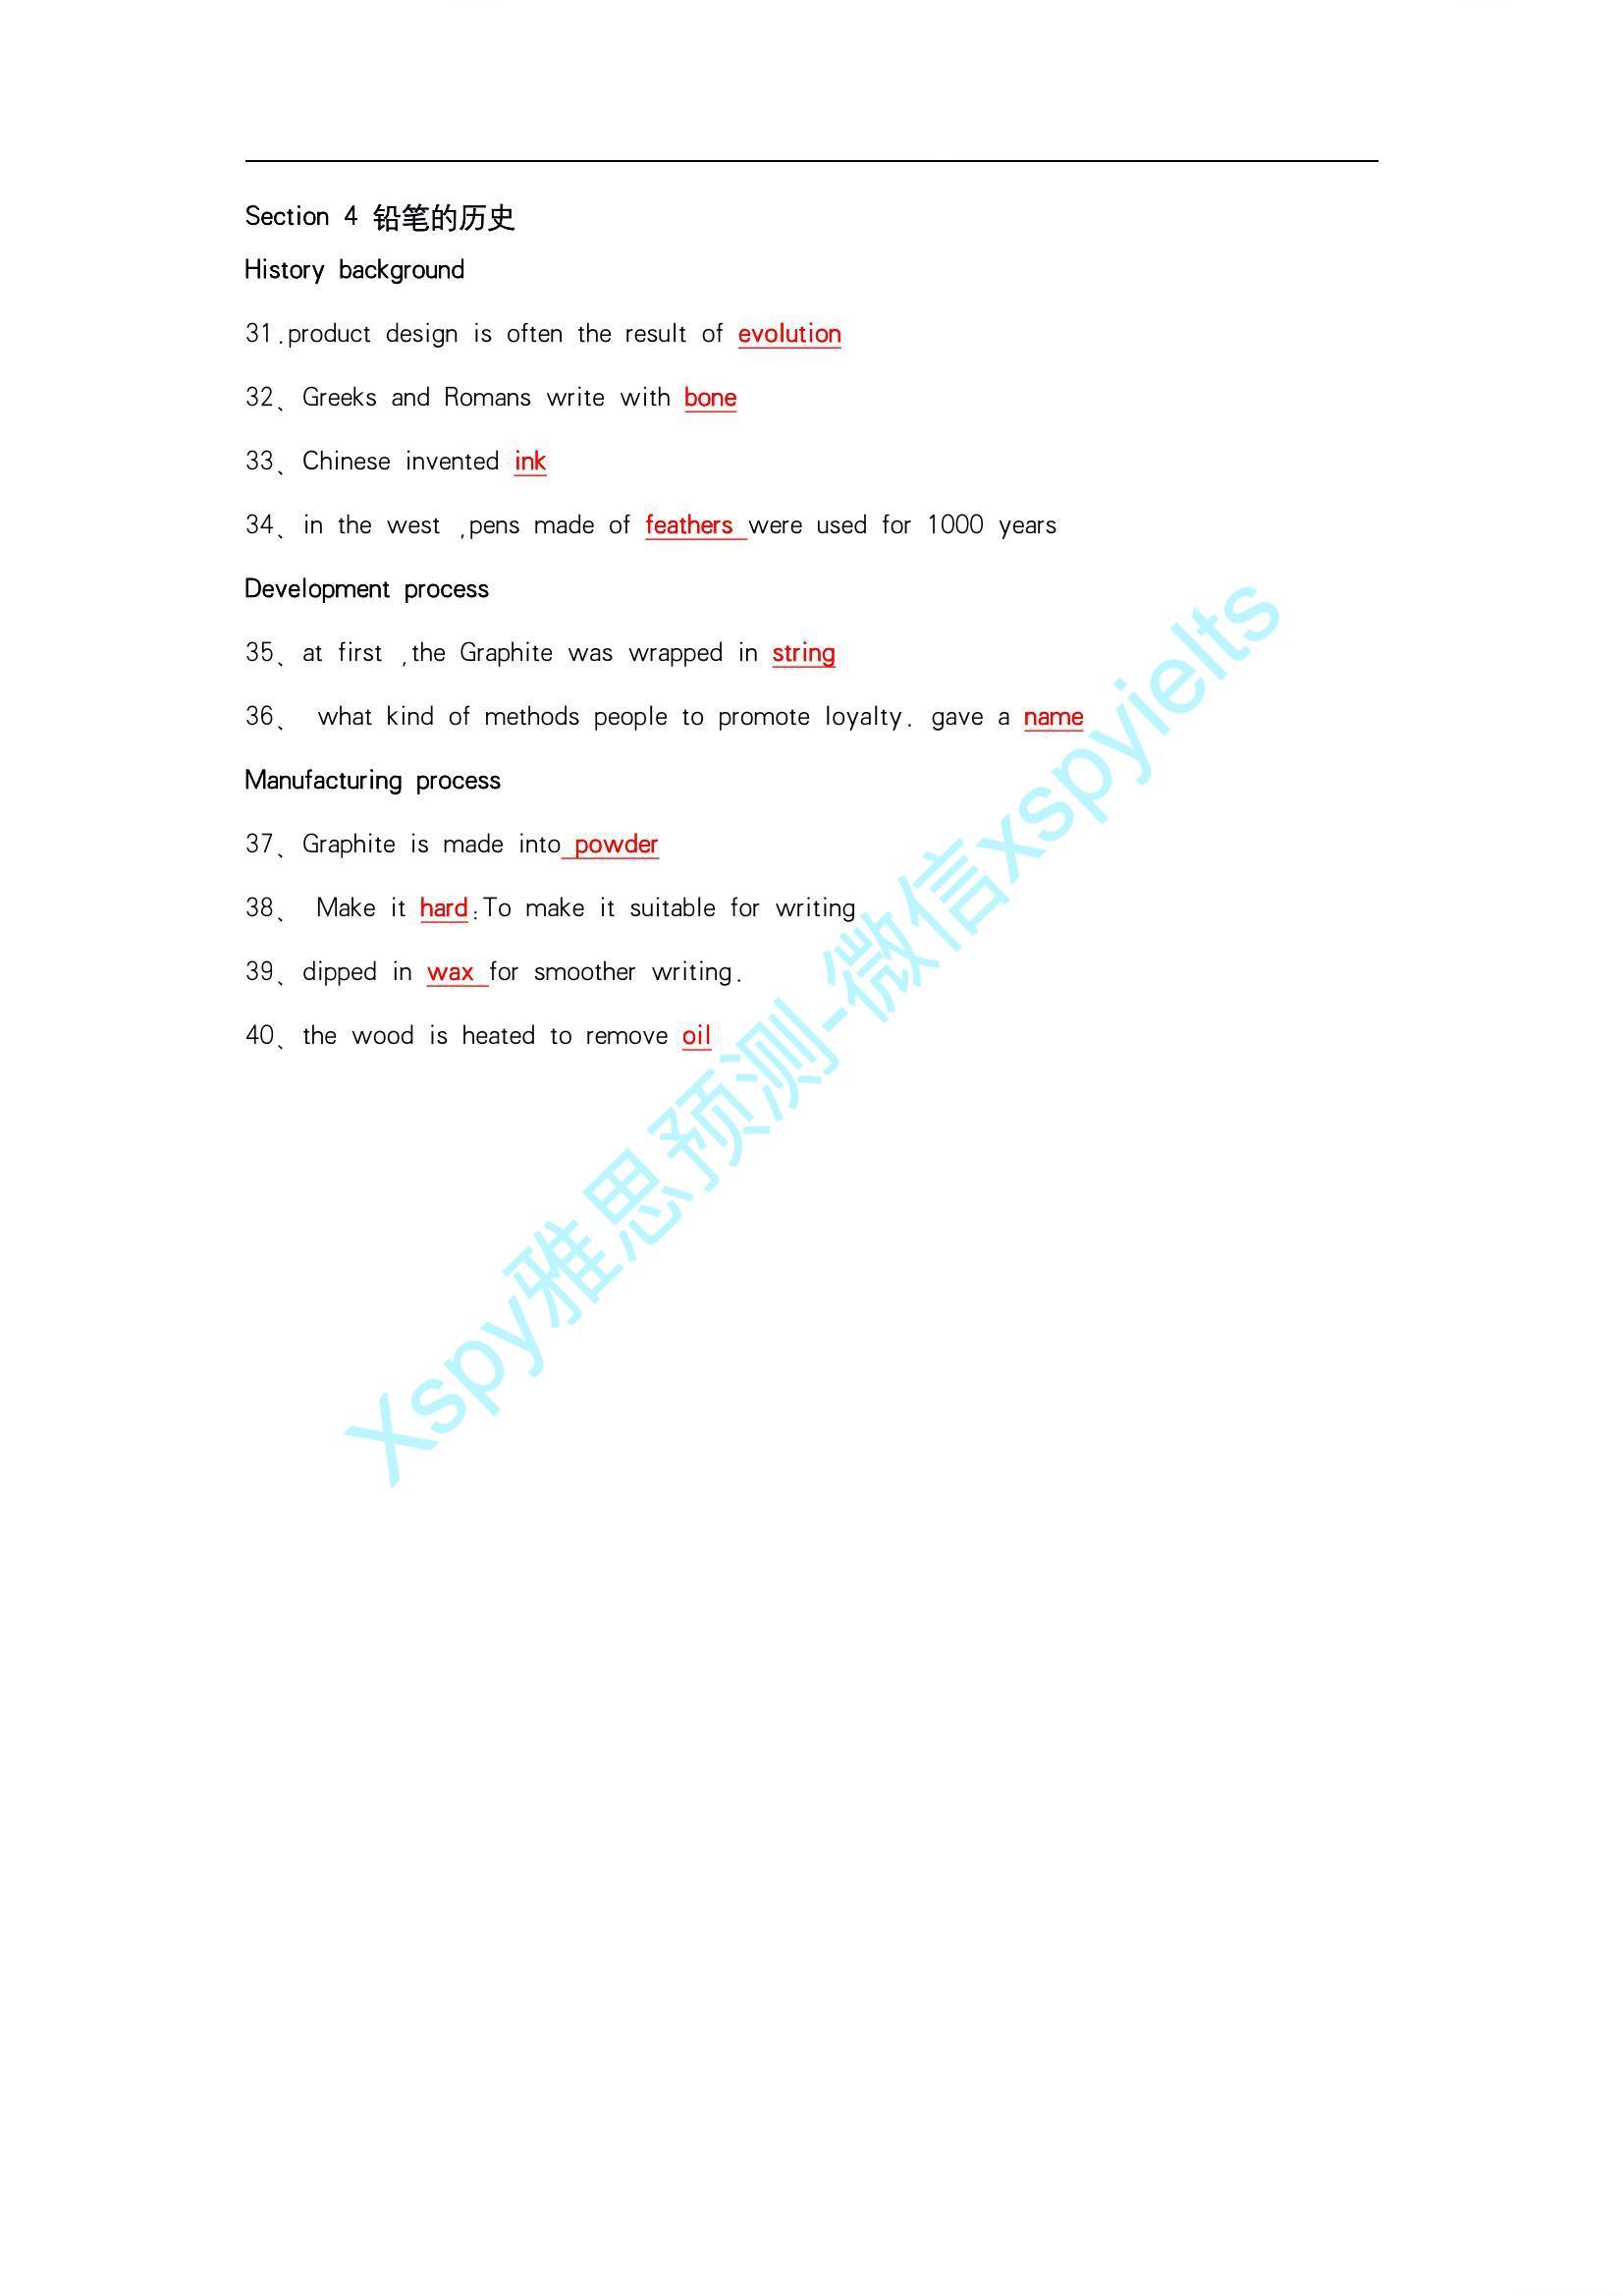 Section 4 铅笔的历史
History background
31.product design is often the result of evolution
32、Greeks and Romans write with bone
33、Chinese invented ink
34、in the west ,pens made of feathers were used for 1000 years
Development process
35、at first ,the Graphite was wrapped in string
36、 what kind of methods people to promote loyalty. gave a name
Manufacturing process
37、Graphite is made into powder
38、 Make it hard:To make it suitable for writing
39、dipped in wax for smoother writing.
40、the wood is heated to remove oil
Xspy雅思预测-微信xspyielts